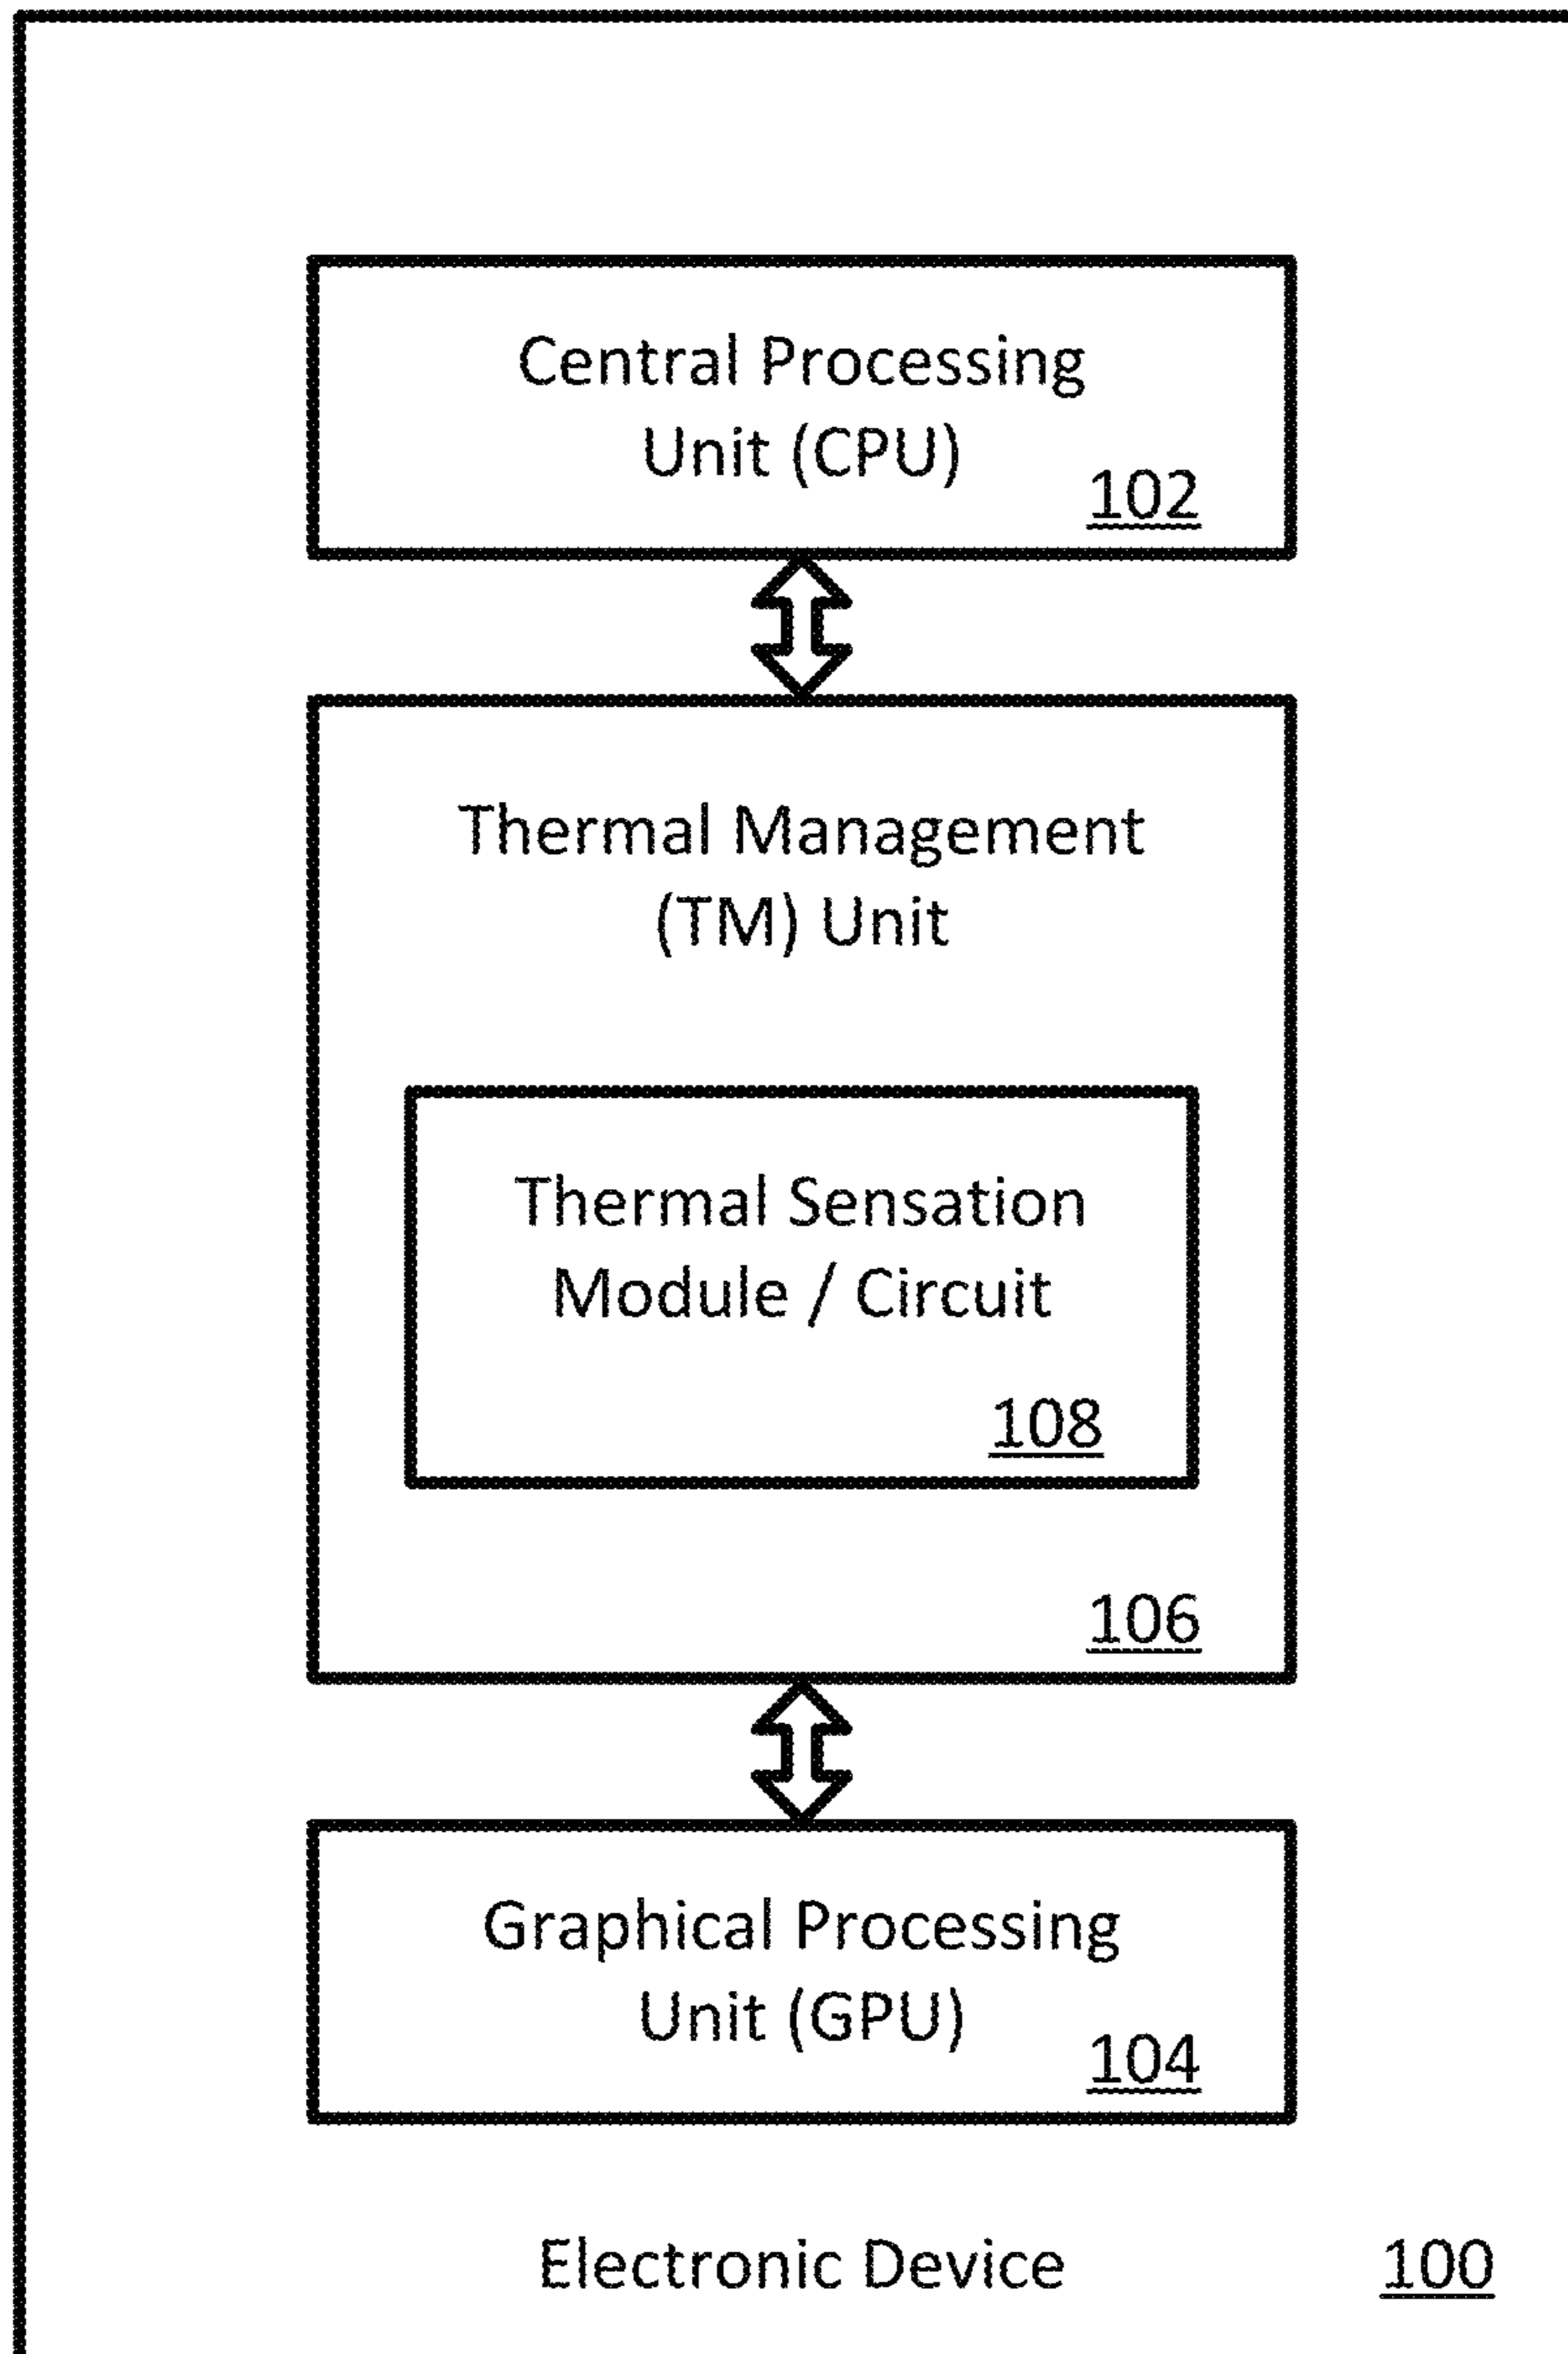 Central Processing
Unit (CPU)
102
Thermal Management
(TM) Unit
Thermal Sensation
Module / Circuit
108
106
Graphical Processing
Unit (GPU)
104
Electronic Device 100